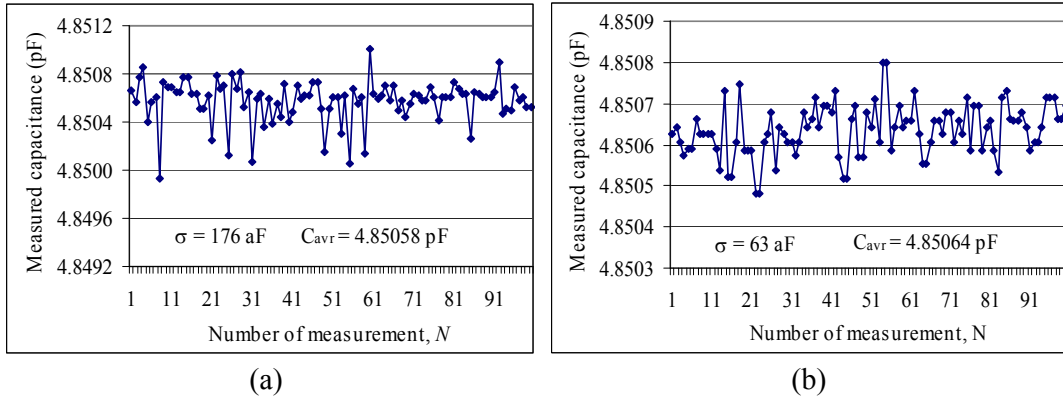 Measured capacitance (pF)
4.8512
4.8508
4.8504
4.8500
4.8496
4.8492
σ = 176 aF Cavr = 4.85058 pF
1 11 21 31 41 51 61 71 81 91
Number of measurement, N
(a)
Measured capacitance (pF)
4.8509
4.8508
4.8507
4.8506
4.8505
4.8504
4.8503
σ = 63 aF Cavr = 4.85064 pF
1 11 21 31 41 51 61 71 81 91
Number of measurement, N
(b)